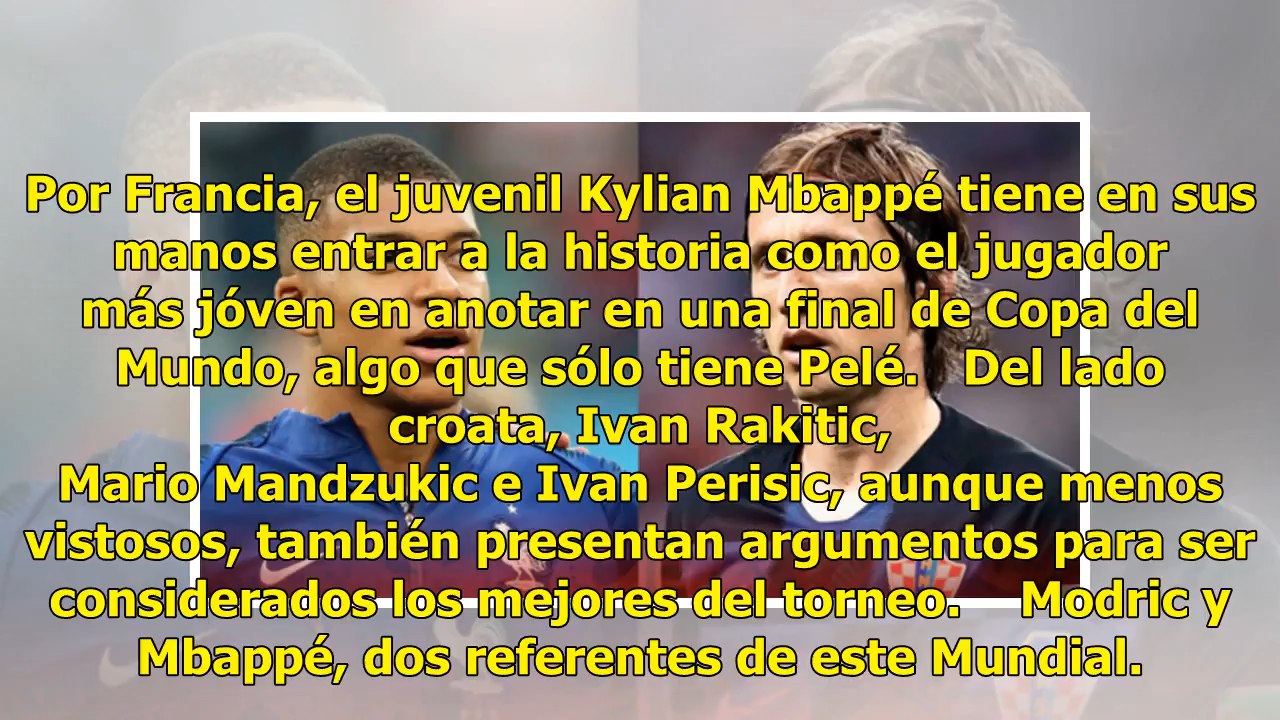 Por Francia, el juvenil Kylian Mbappé tiene en sus
manos entrar a la historia como el jugador
más jóven en anotar en una final de Copa del
Mundo, algo que sólo tiene Pelé.   Del lado
croata, Ivan Rakitic,
Mario Mandzukic e Ivan Perisic, aunque menos
vistosos, también presentan argumentos para ser
considerados los mejores del torneo.    Modric y
Mbappé, dos referentes de este Mundial.